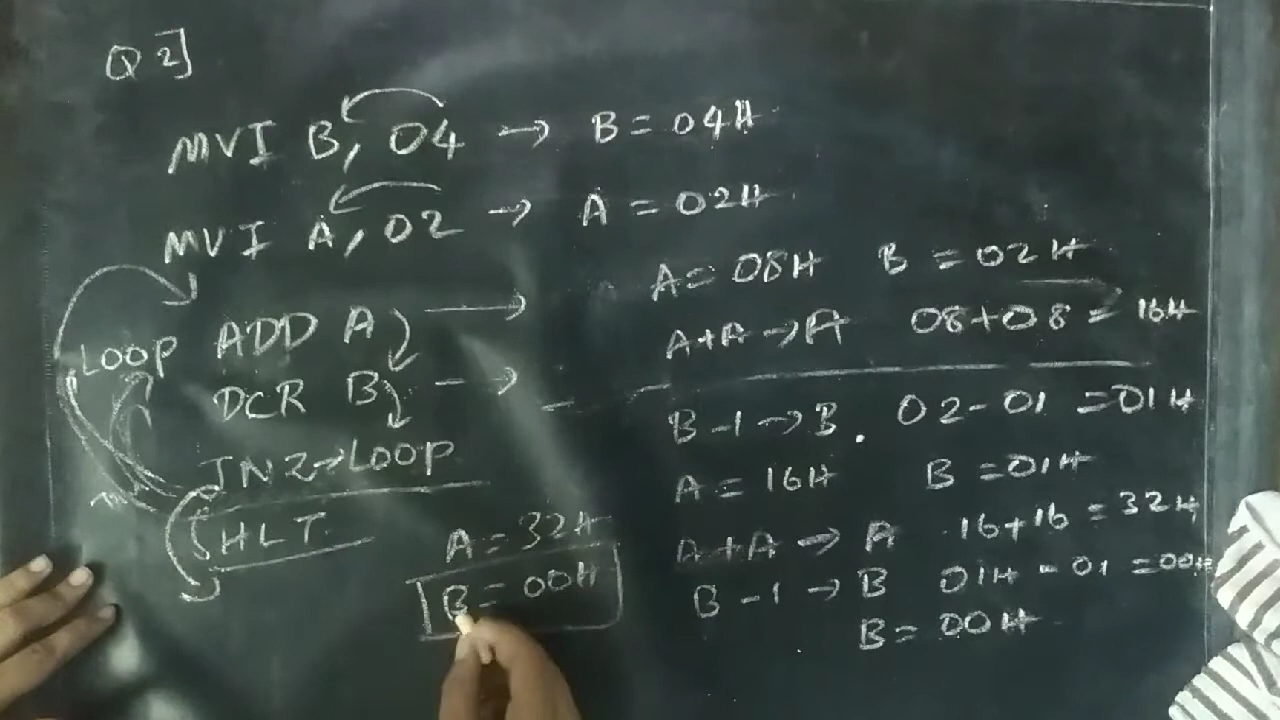 Q 2]
MVI B, 04 → B = 04H
MVI A, 02 → A = 02H
A = 08H B = 02H
LOOP ADD A → A+A → A 08+08 = 16H
DCR B → B-1 → B. 02-01 = 01H
JNZ → LOOP A = 16H B = 01H
HLT A+A → A 16+16 = 32H
A = 32H B-1 → B 01H - 01 = 00H
B = 00H B = 00H